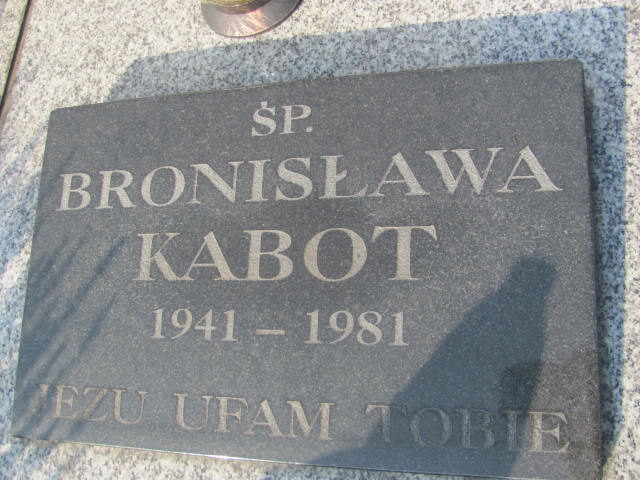 ŚP.
BRONISŁAWA
KABOT
1941 – 1981
JEZU UFAM TOBIE